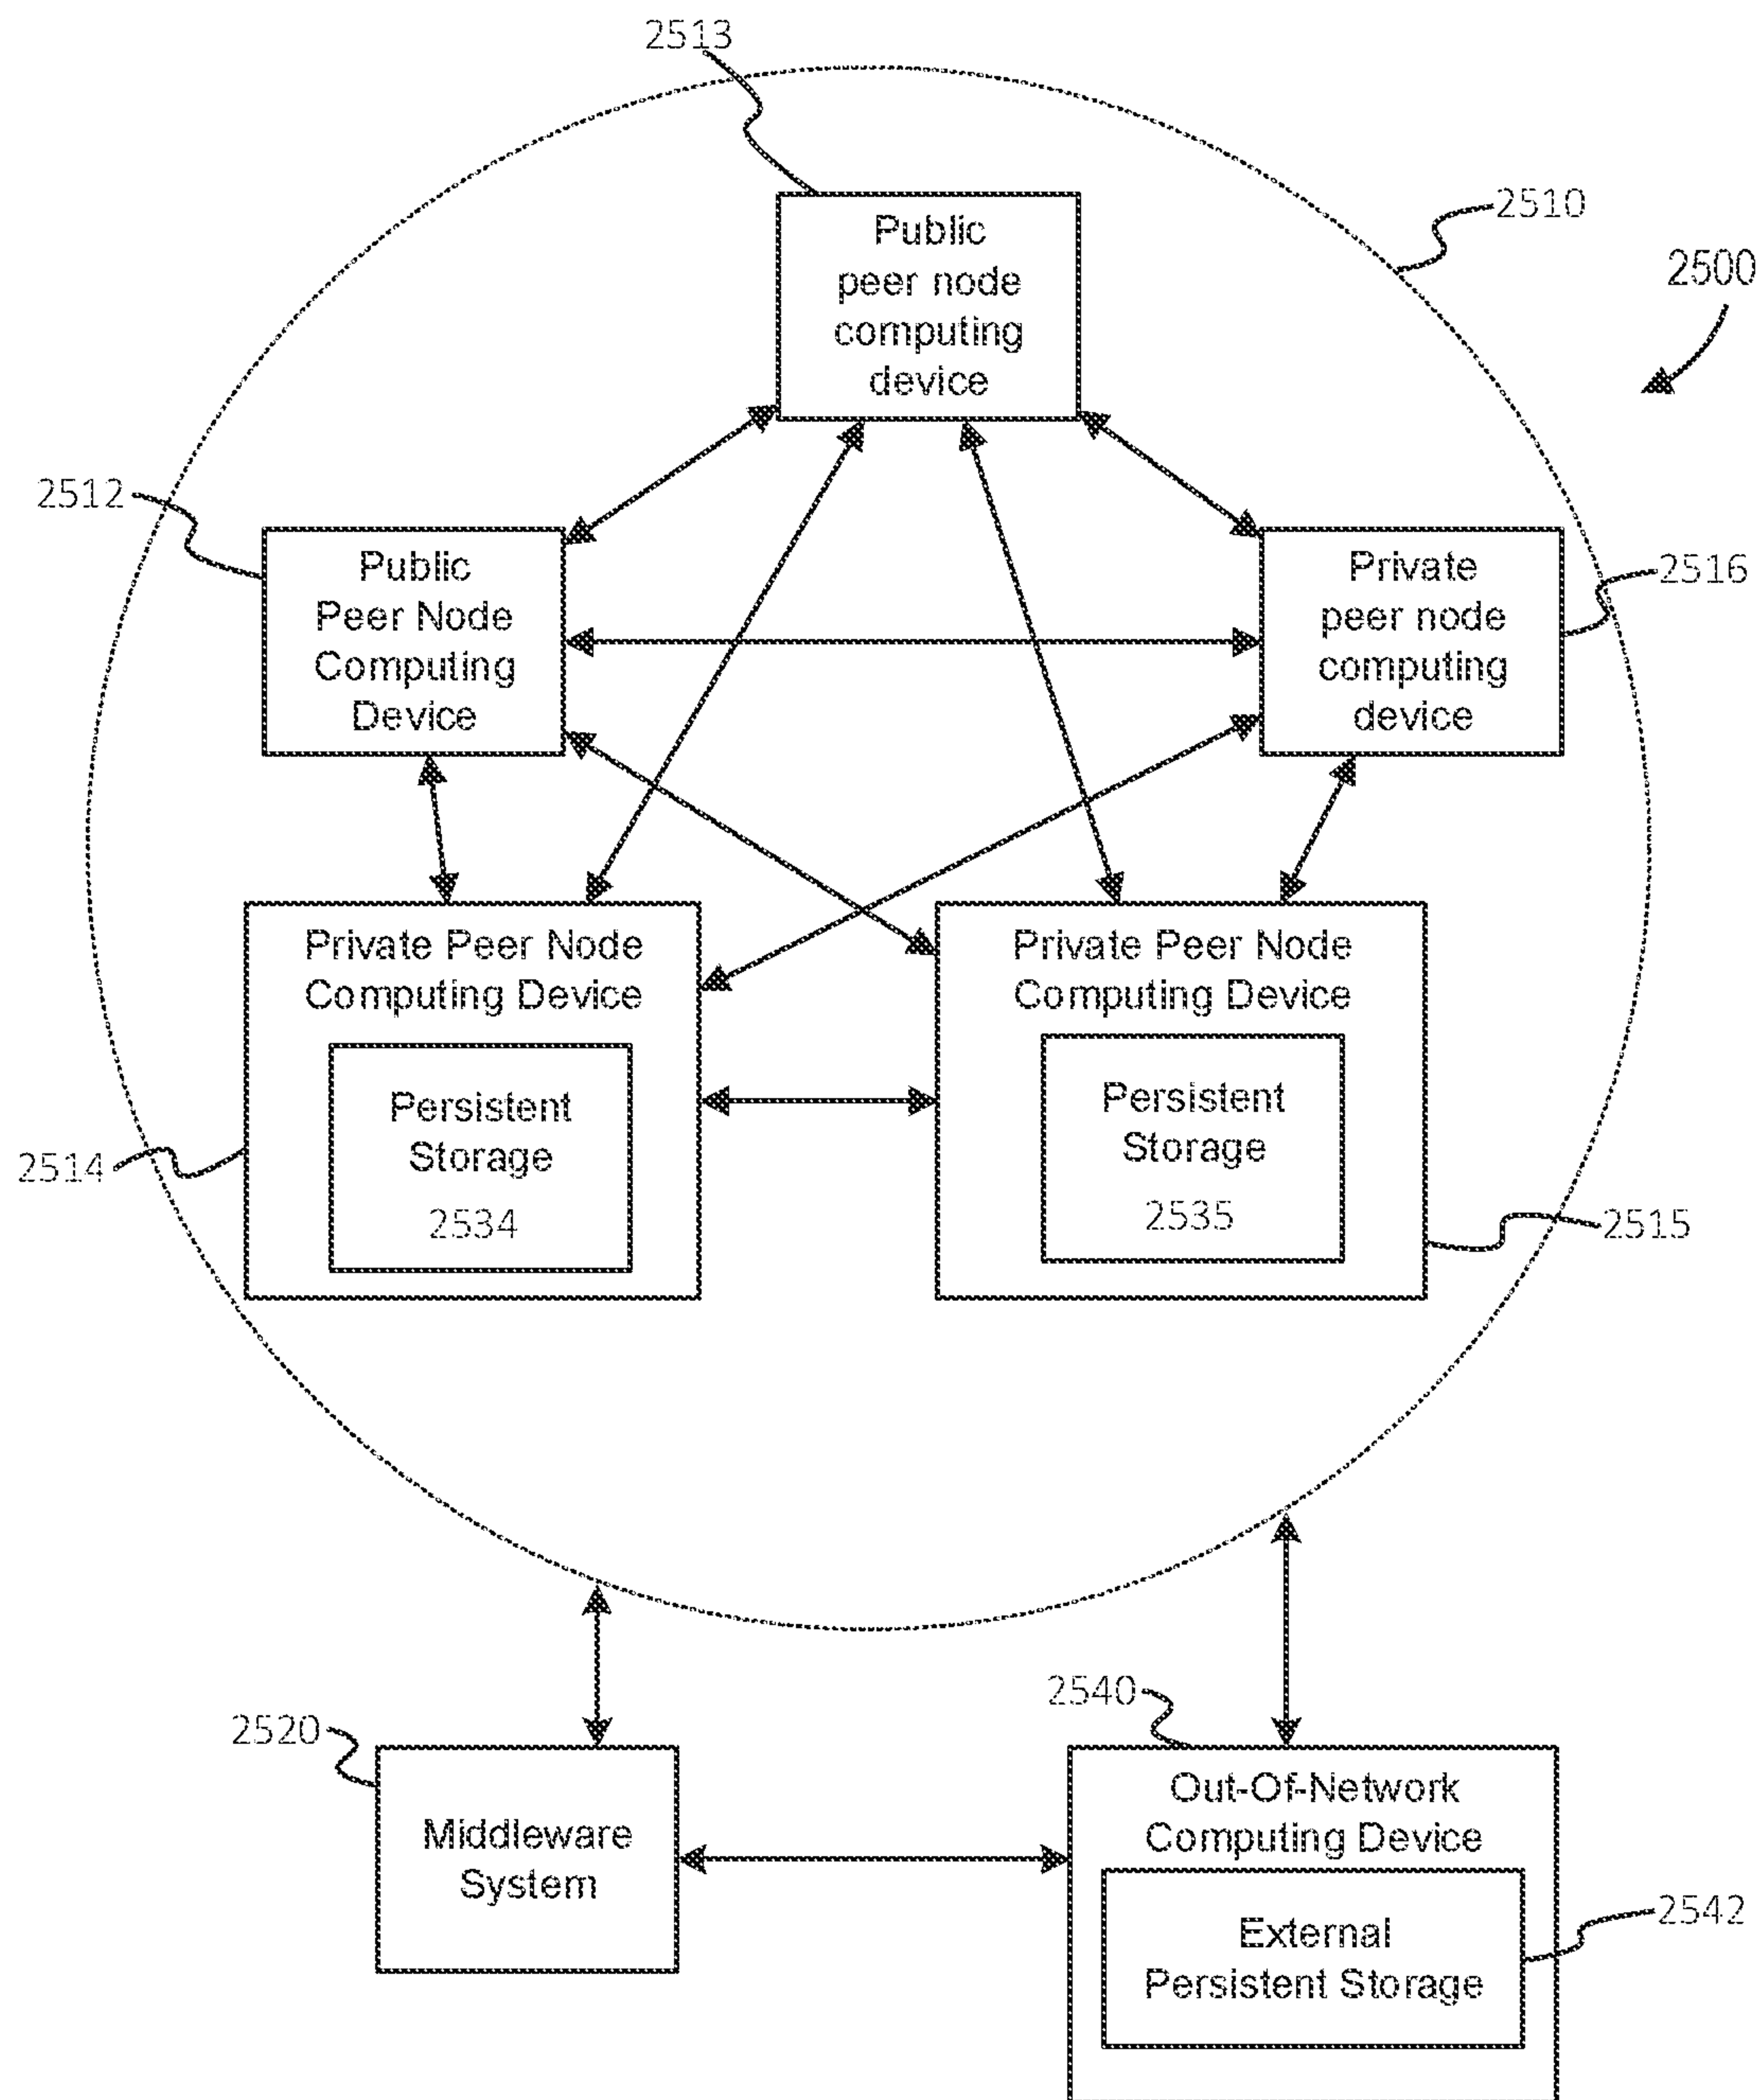 2513
2510
2500
Public
peer node
computing
device
2512
Public
Peer Node
Computing
Device
Private
peer node
computing
device
2516
Private Peer Node
Computing Device
Persistent
Storage
2534
2514
Private Peer Node
Computing Device
Persistent
Storage
2535
2515
2520
Middleware
System
2540
Out-Of-Network
Computing Device
External
Persistent Storage
2542